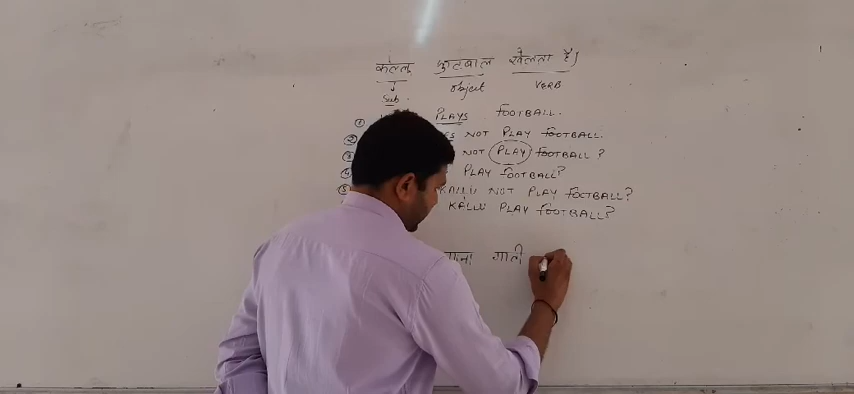 कल्लू फुटबाल खेलता है।
Sub. object VERB
① PLAYS FOOTBALL.
② NOT PLAY FOOTBALL.
③ NOT PLAY FOOTBALL ?
④ PLAY FOOTBALL?
⑤ KALLU NOT PLAY FOOTBALL?
KALLU PLAY FOOTBALL?
गाना गाती